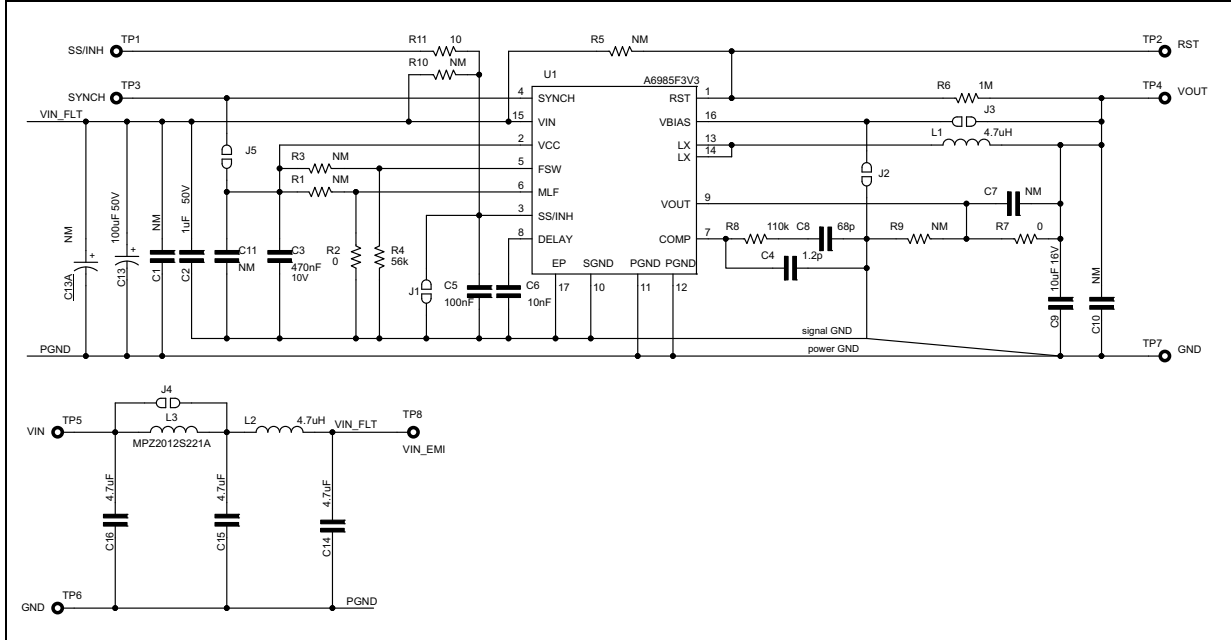 TP1
SS/INH
R11 10
R10 NM
R5 NM
TP2
RST
TP3
SYNCH
U1
A6985F3V3
R6 1M
TP4
VOUT
VIN_FLT
4 SYNCH
15 VIN
2 VCC
5 FSW
6 MLF
3 SS/INH
8 DELAY
RST 1
VBIAS 16
LX 13
LX 14
VOUT 9
COMP 7
EP SGND PGND PGND
17 10 11 12
J3
L1 4.7uH
J5
R3 NM
R1 NM
J2
C7 NM
R8 110k C8 68p
R9 NM
R7 0
C4 1.2p
NM
C13A
100uF 50V
C13
NM
C1
1uF 50V
C2
C11
NM
C3
470nF
10V
R2
0
R4
56k
J1
C5
100nF
C6
10nF
10uF 16V
C9
NM
C10
signal GND
power GND
PGND
TP7
GND
J4
L3
MPZ2012S221A
L2 4.7uH
VIN_FLT
TP8
VIN_EMI
TP5
VIN
4.7uF
C16
4.7uF
C15
4.7uF
C14
TP6
GND
PGND